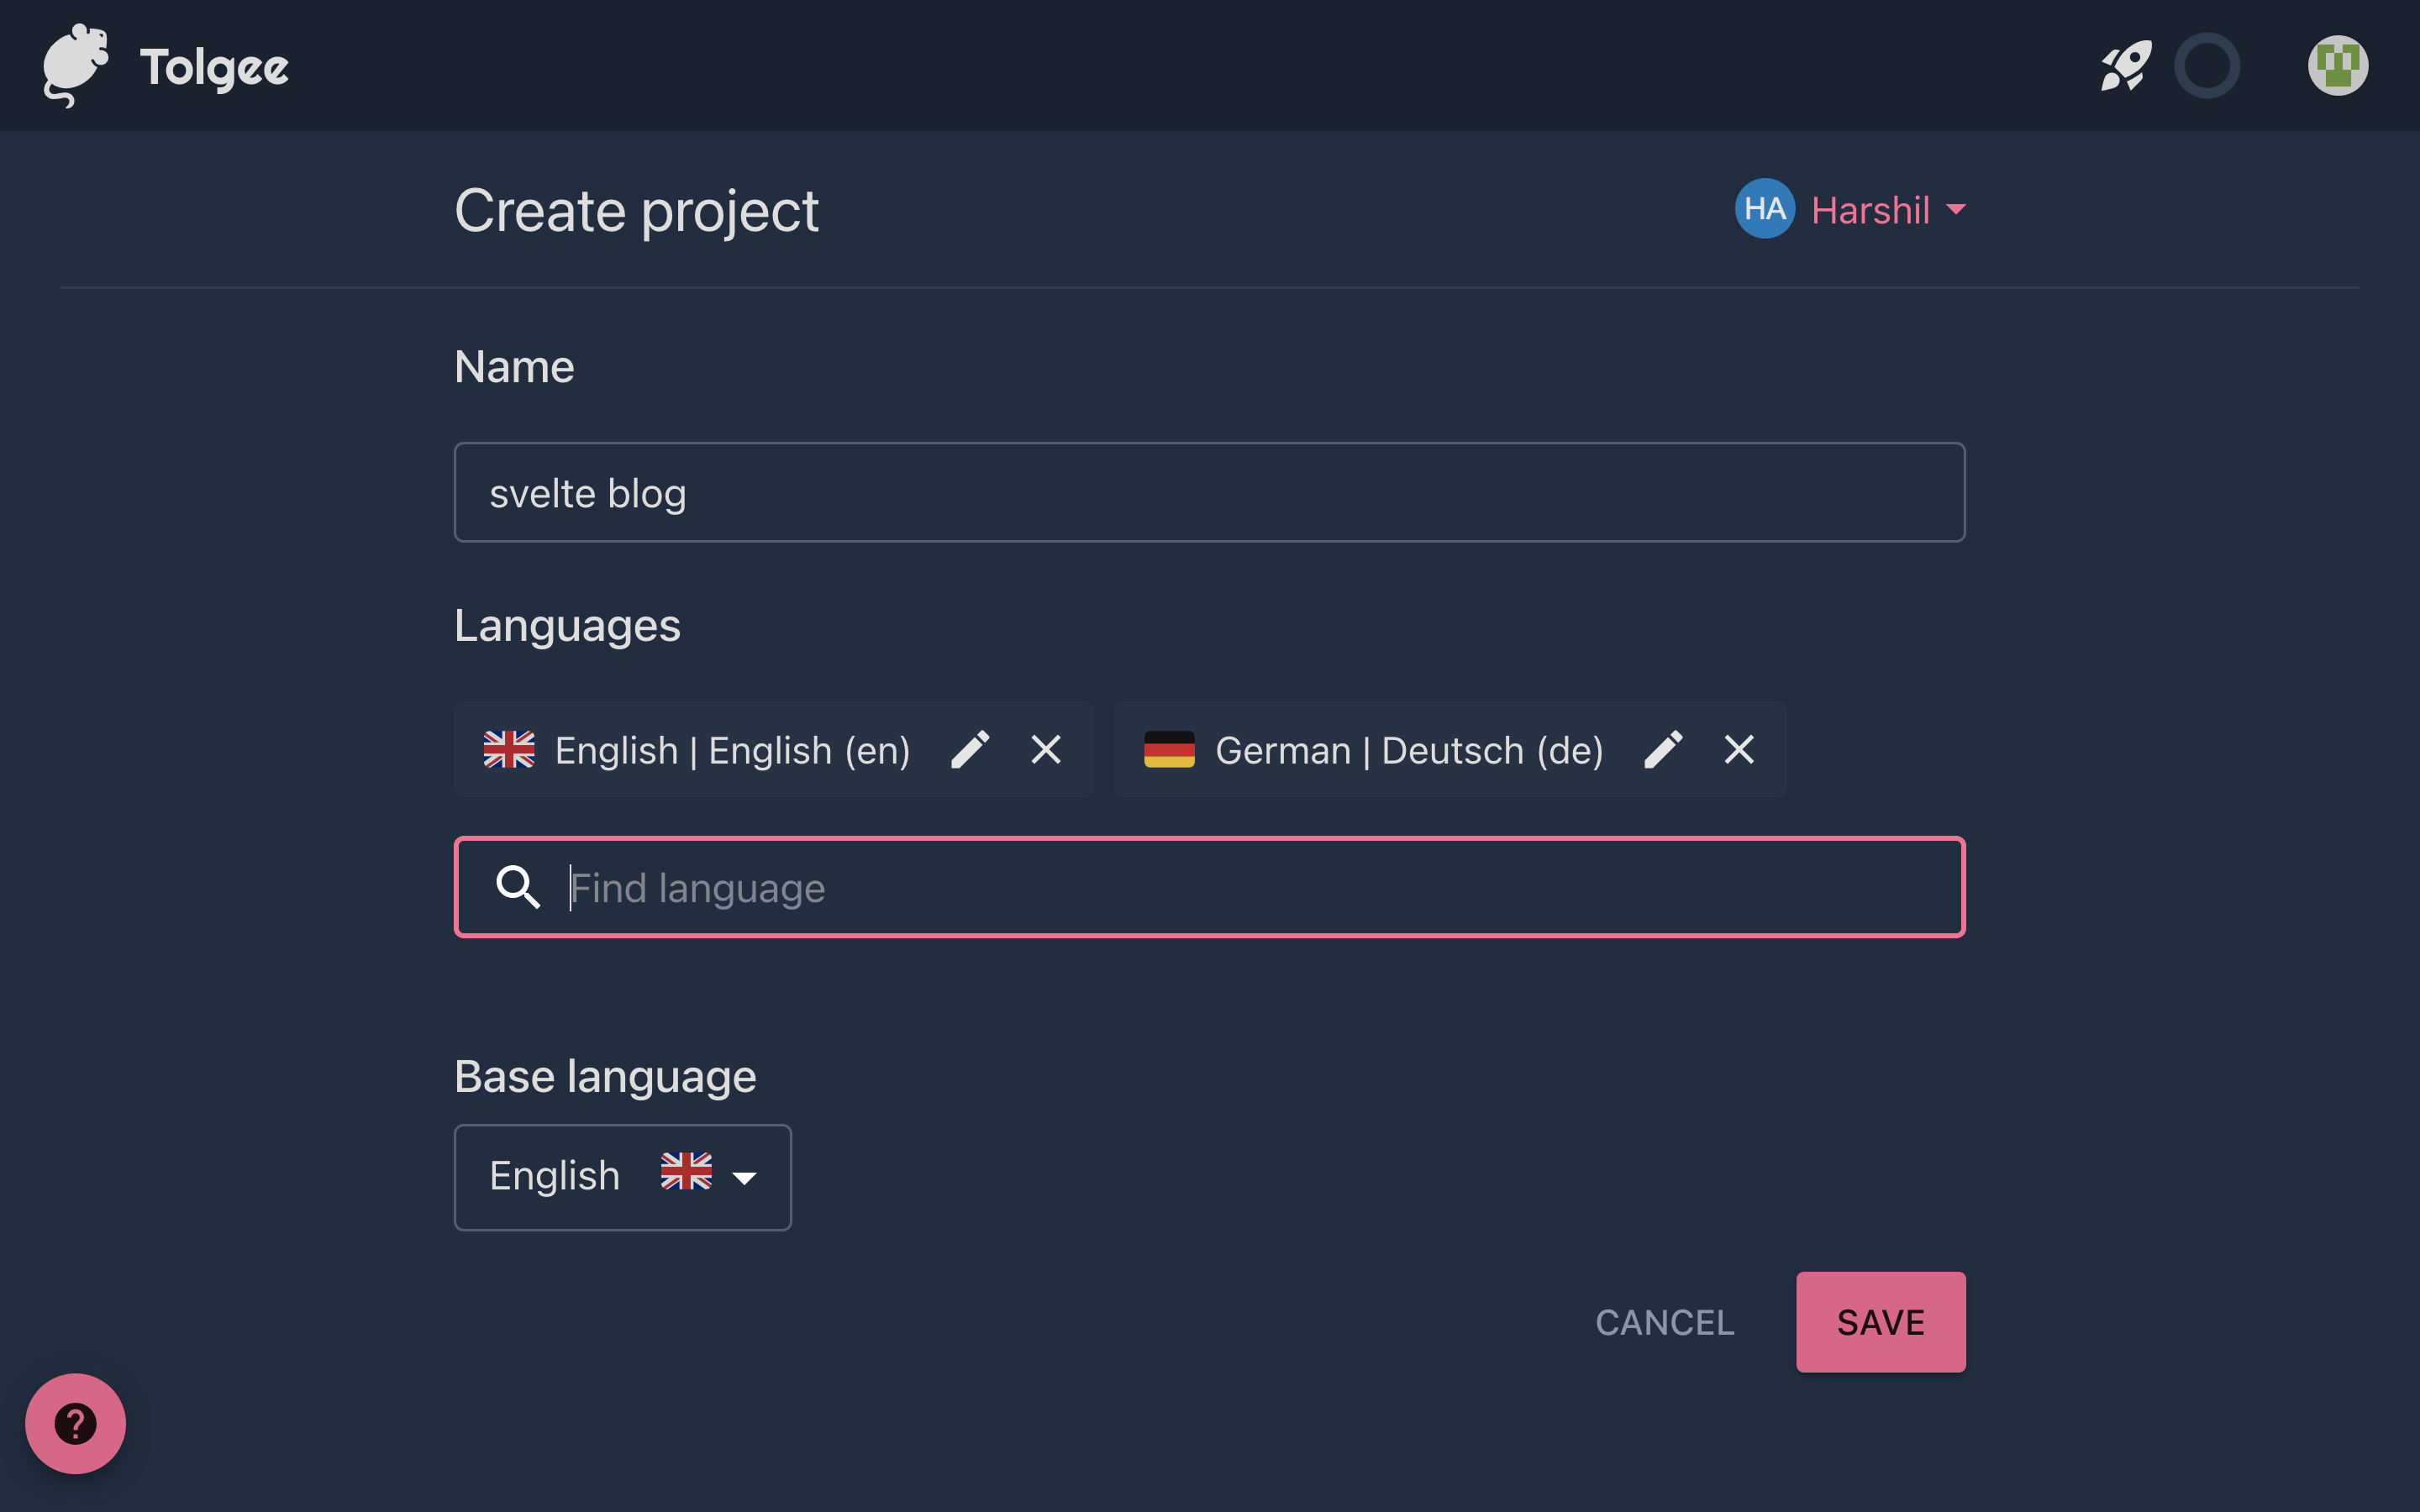 Tolgee
Create project
HA Harshil
Name
svelte blog
Languages
English | English (en)
German | Deutsch (de)
Find language
Base language
English
CANCEL
SAVE
?